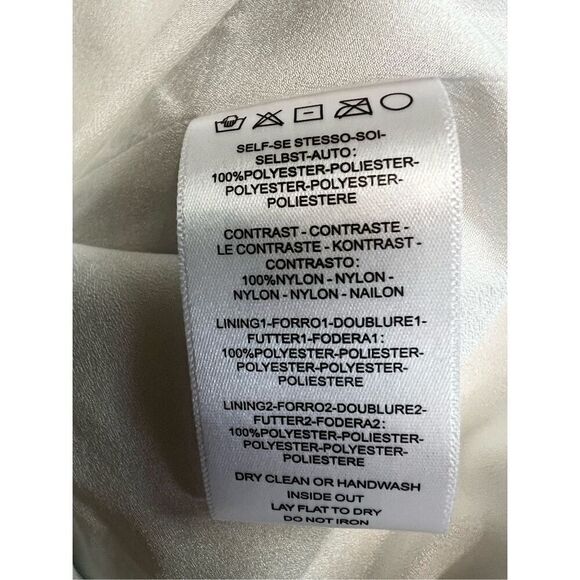 SELF-SE STESSO-SOI-
SELBST-AUTO:
100%POLYESTER-POLIESTER-
POLYESTER-POLYESTER-
POLIESTERE
CONTRAST - CONTRASTE -
LE CONTRASTE - KONTRAST -
CONTRASTO:
100%NYLON - NYLON -
NYLON - NYLON - NAILON
LINING1-FORRO1-DOUBLURE1-
FUTTER1-FODERA1:
100%POLYESTER-POLIESTER-
POLYESTER-POLYESTER-
POLIESTERE
LINING2-FORRO2-DOUBLURE2-
FUTTER2-FODERA2:
100%POLYESTER-POLIESTER-
POLYESTER-POLYESTER-
POLIESTERE
DRY CLEAN OR HANDWASH
INSIDE OUT
LAY FLAT TO DRY
DO NOT IRON